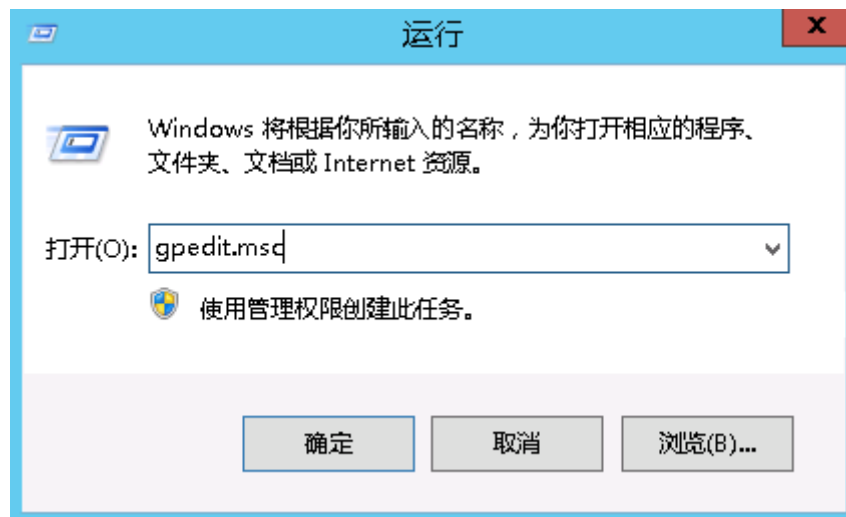 运行
Windows 将根据你所输入的名称，为你打开相应的程序、
文件夹、文档或 Internet 资源。
打开(O): gpedit.msc
使用管理权限创建此任务。
确定 取消 浏览(B)...